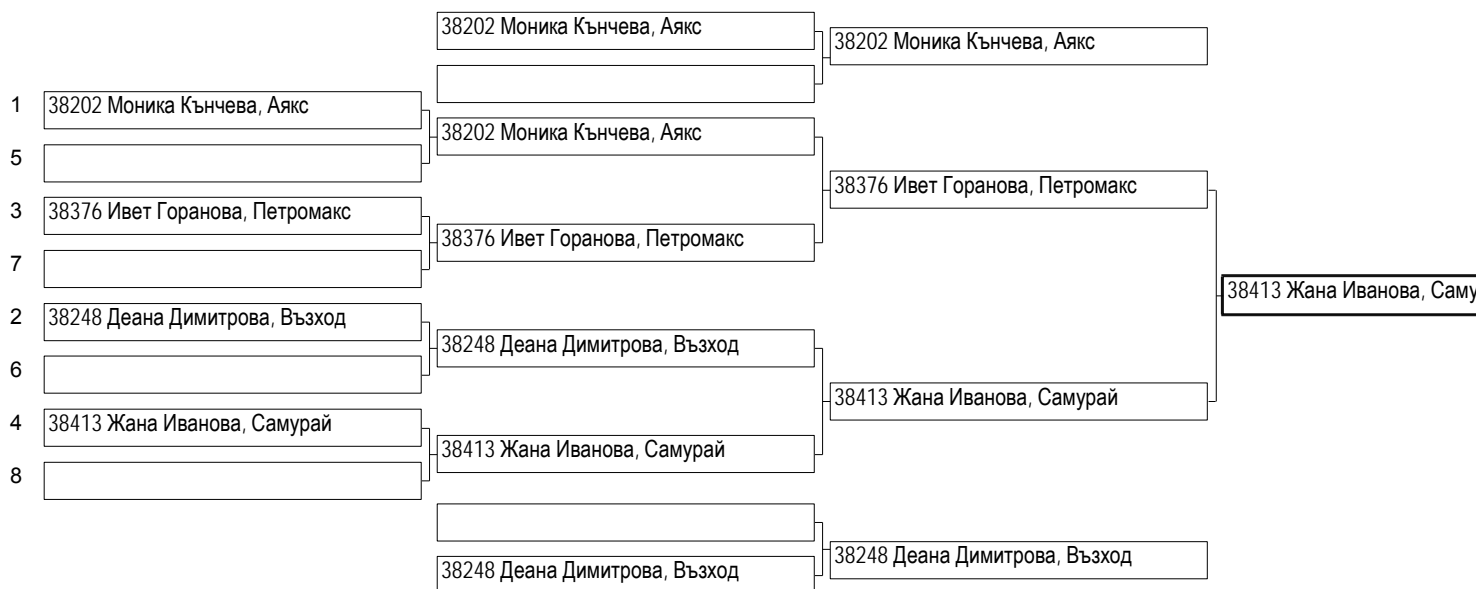 38202 Моника Кънчева, Аякс
38202 Моника Кънчева, Аякс
1 38202 Моника Кънчева, Аякс
38202 Моника Кънчева, Аякс
5
38376 Ивет Горанова, Петромакс
3 38376 Ивет Горанова, Петромакс
38376 Ивет Горанова, Петромакс
7
38413 Жана Иванова, Саму
2 38248 Деана Димитрова, Възход
38248 Деана Димитрова, Възход
6
38413 Жана Иванова, Самурай
4 38413 Жана Иванова, Самурай
38413 Жана Иванова, Самурай
8
38248 Деана Димитрова, Възход
38248 Деана Димитрова, Възход